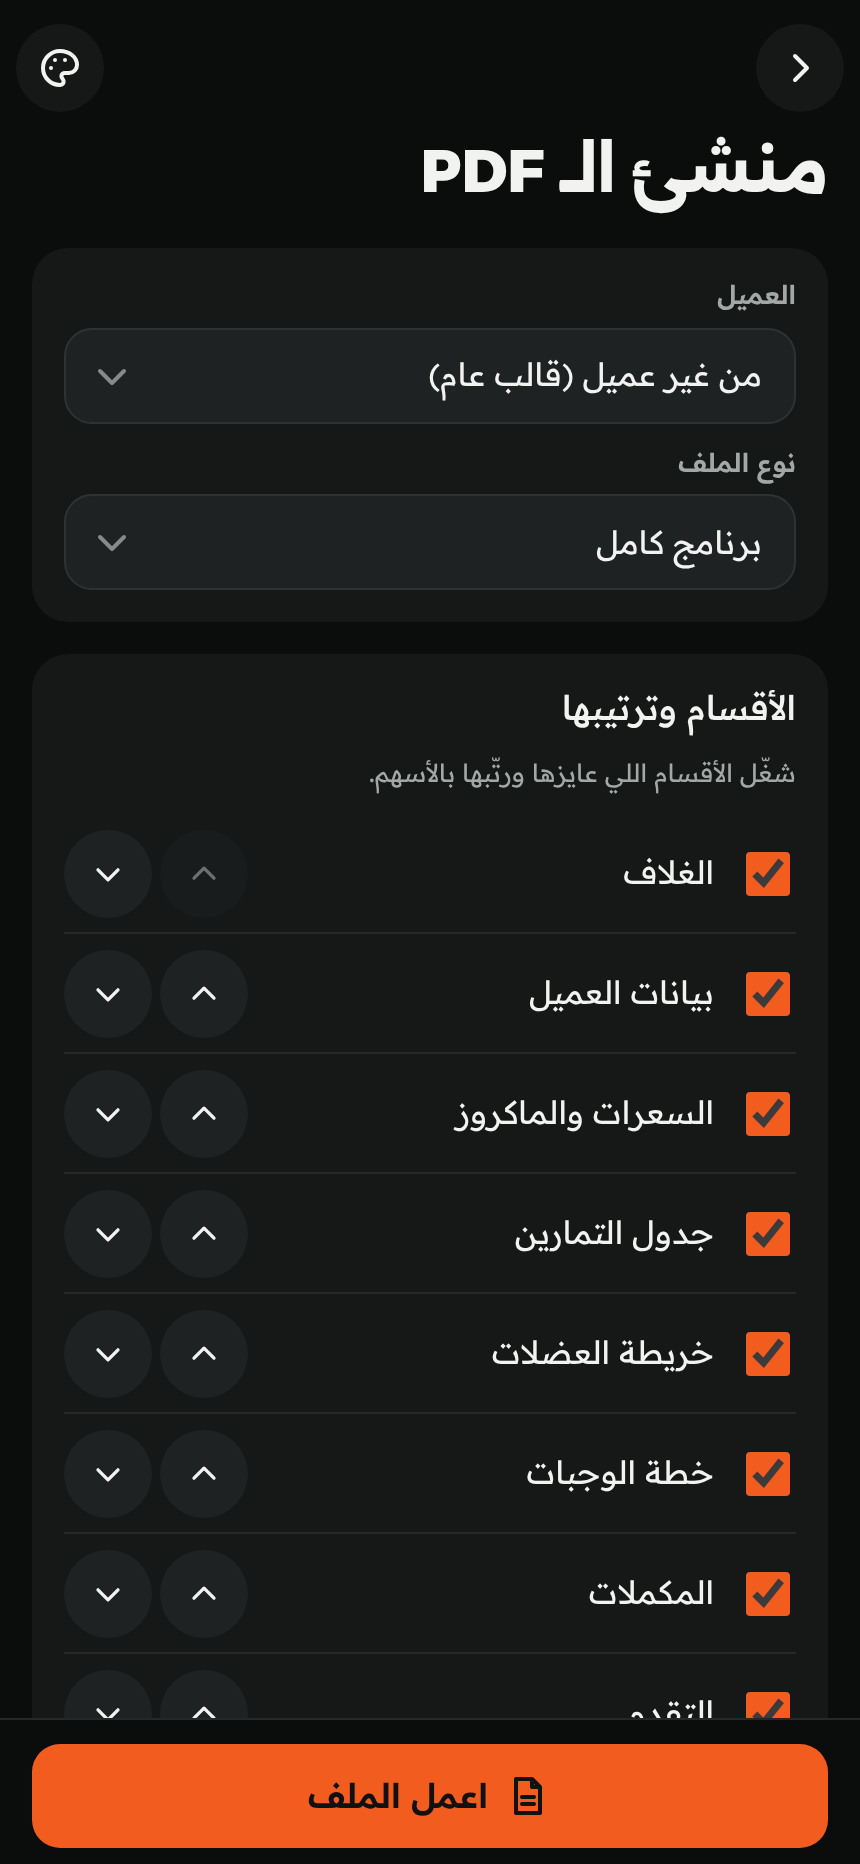 منشئ الـ PDF
العميل
من غير عميل (قالب عام)
نوع الملف
برنامج كامل
الأقسام وترتيبها
شغّل الأقسام اللي عايزها ورتّبها بالأسهم.
الغلاف
بيانات العميل
السعرات والماكروز
جدول التمارين
خريطة العضلات
خطة الوجبات
المكملات
التقدم
اعمل الملف